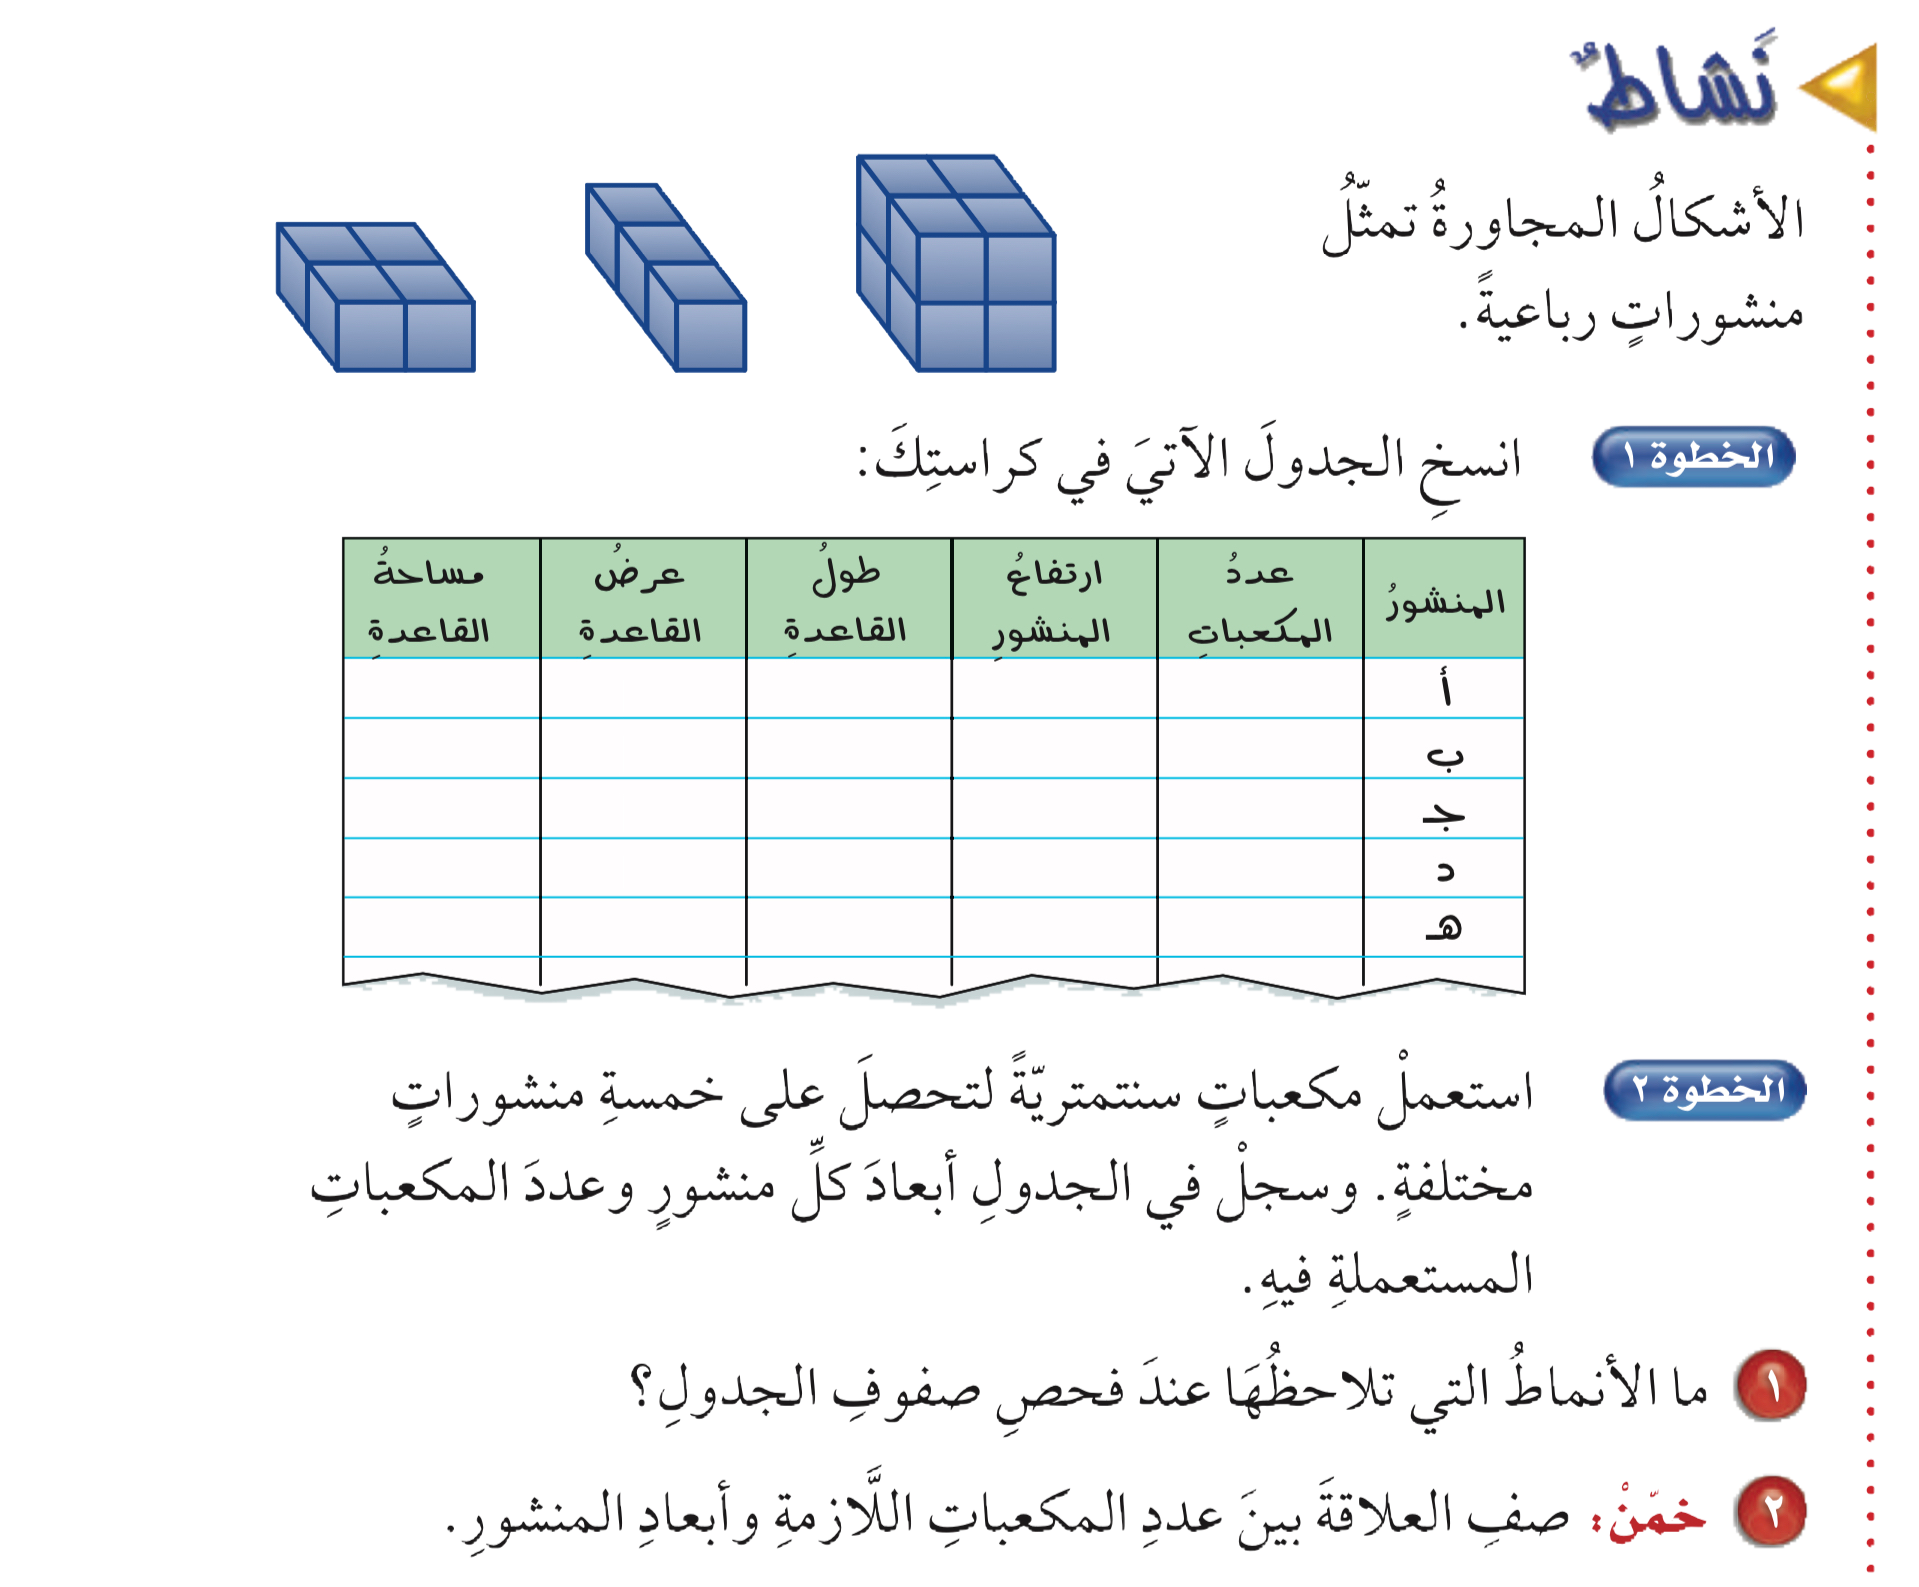 نَشاطٌ
الأشكالُ المجاورةُ تمثّلُ
منشوراتٍ رباعيةً.
الخطوة ١ انسخِ الجدولَ الآتيَ في كراستِكَ:
المنشورُ عددُ المكعباتِ ارتفاعُ المنشورِ طولُ القاعدةِ عرضُ القاعدةِ مساحةُ القاعدةِ
أ
ب
جـ
د
هـ
الخطوة ٢ استعملْ مكعباتٍ سنتمتريّةً لتحصلَ على خمسةِ منشوراتٍ
مختلفةٍ. وسجلْ في الجدولِ أبعادَ كلِّ منشورٍ وعددَ المكعباتِ
المستعملةِ فيهِ.
١ ما الأنماطُ التي تلاحظُهَا عندَ فحصِ صفوفِ الجدولِ؟
٢ خمّنْ: صفِ العلاقةَ بينَ عددِ المكعباتِ اللَّازمةِ وأبعادِ المنشورِ.